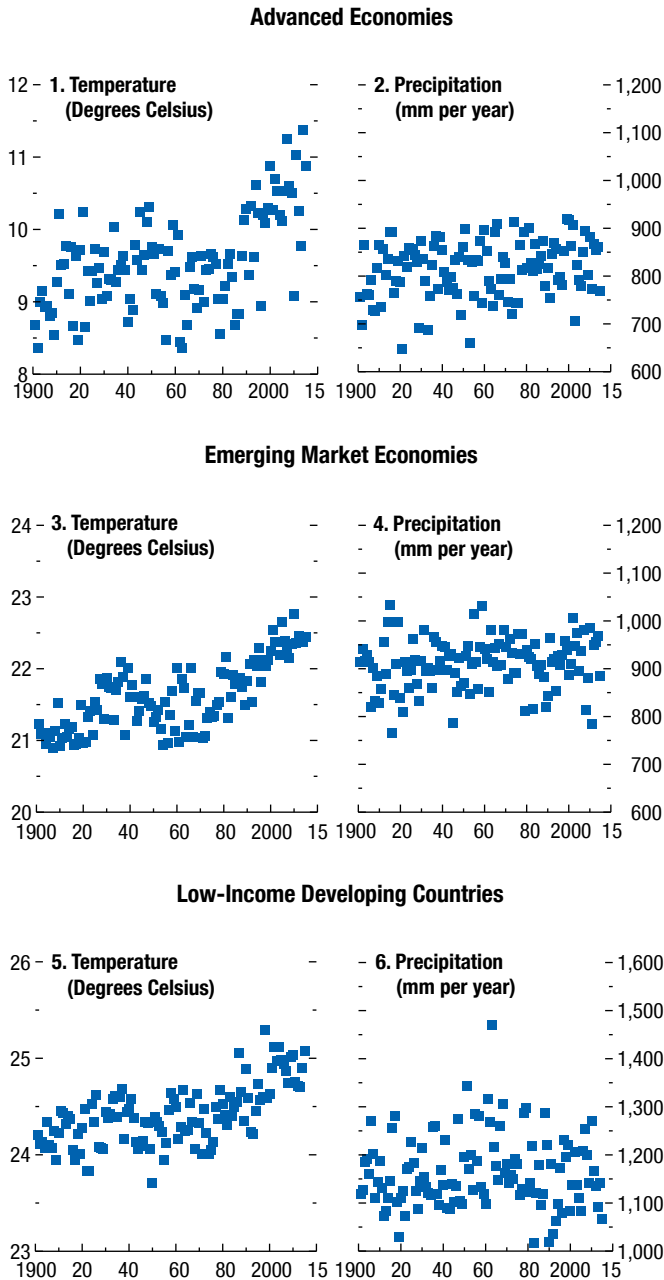 Advanced Economies
1. Temperature
(Degrees Celsius)
12
11
10
9
8
1900 20 40 60 80 2000 15
2. Precipitation
(mm per year)
1,200
1,100
1,000
900
800
700
600
1900 20 40 60 80 2000 15
Emerging Market Economies
3. Temperature
(Degrees Celsius)
24
23
22
21
20
1900 20 40 60 80 2000 15
4. Precipitation
(mm per year)
1,200
1,100
1,000
900
800
700
600
1900 20 40 60 80 2000 15
Low-Income Developing Countries
5. Temperature
(Degrees Celsius)
26
25
24
23
1900 20 40 60 80 2000 15
6. Precipitation
(mm per year)
1,600
1,500
1,400
1,300
1,200
1,100
1,000
1900 20 40 60 80 2000 15